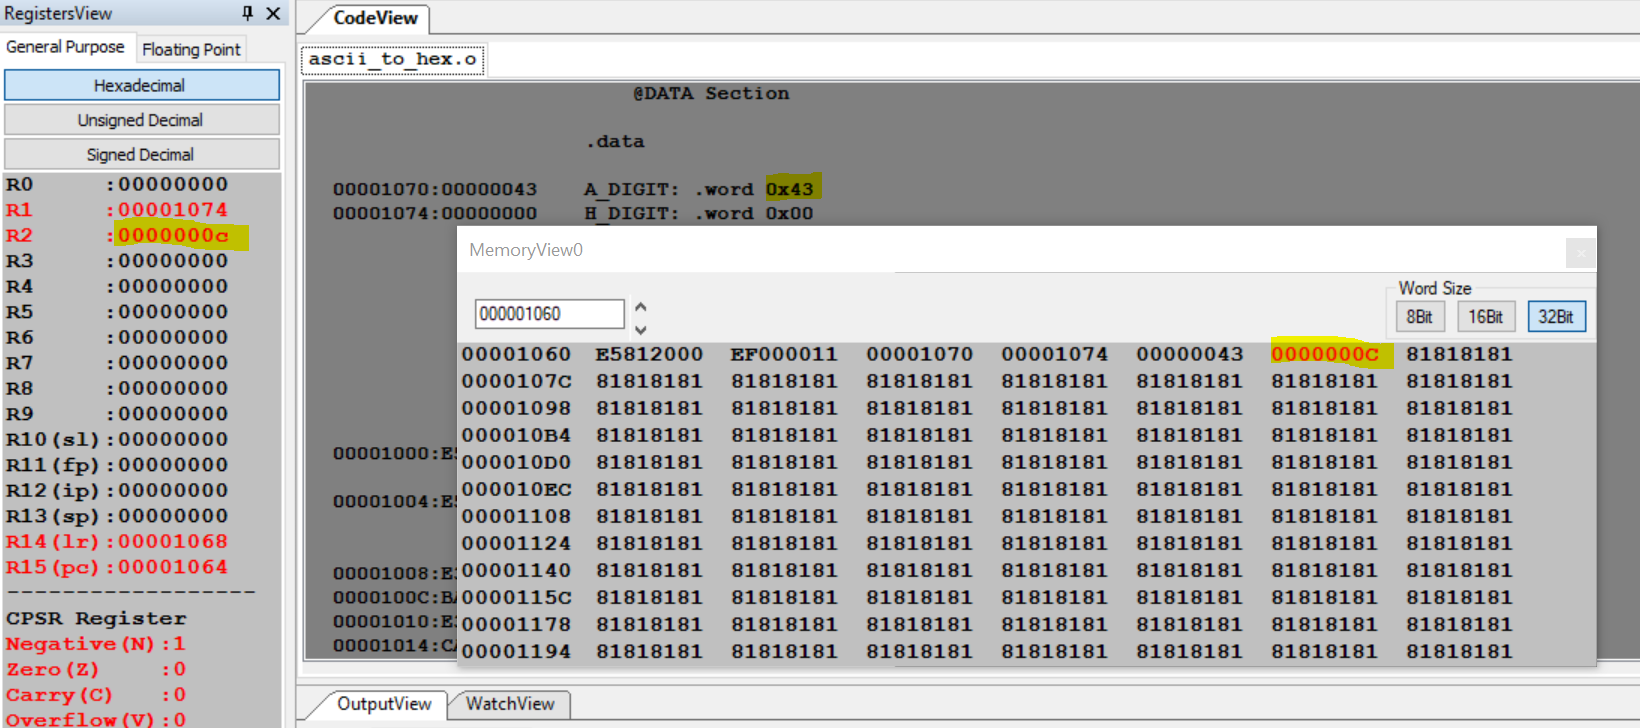 RegistersView
General Purpose Floating Point
Hexadecimal
Unsigned Decimal
Signed Decimal
R0 :00000000
R1 :00001074
R2 :0000000c
R3 :00000000
R4 :00000000
R5 :00000000
R6 :00000000
R7 :00000000
R8 :00000000
R9 :00000000
R10(sl):00000000
R11(fp):00000000
R12(ip):00000000
R13(sp):00000000
R14(lr):00001068
R15(pc):00001064
-------------------
CPSR Register
Negative(N):1
Zero(Z) :0
Carry(C) :0
Overflow(V):0
CodeView
ascii_to_hex.o
@DATA Section
.data
00001070:00000043 A_DIGIT: .word 0x43
00001074:00000000 H_DIGIT: .word 0x00
00001000:E5
00001004:E5
00001008:E3
0000100C:BA
00001010:E3
00001014:CA
MemoryView0
000001060
Word Size
8Bit 16Bit 32Bit
00001060 E5812000 EF000011 00001070 00001074 00000043 0000000C 81818181
0000107C 81818181 81818181 81818181 81818181 81818181 81818181 81818181
00001098 81818181 81818181 81818181 81818181 81818181 81818181 81818181
000010B4 81818181 81818181 81818181 81818181 81818181 81818181 81818181
000010D0 81818181 81818181 81818181 81818181 81818181 81818181 81818181
000010EC 81818181 81818181 81818181 81818181 81818181 81818181 81818181
00001108 81818181 81818181 81818181 81818181 81818181 81818181 81818181
00001124 81818181 81818181 81818181 81818181 81818181 81818181 81818181
00001140 81818181 81818181 81818181 81818181 81818181 81818181 81818181
0000115C 81818181 81818181 81818181 81818181 81818181 81818181 81818181
00001178 81818181 81818181 81818181 81818181 81818181 81818181 81818181
00001194 81818181 81818181 81818181 81818181 81818181 81818181 81818181
OutputView WatchView